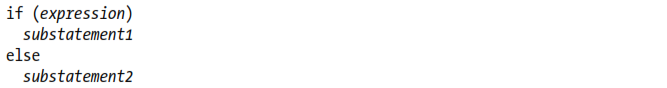 if (expression)
  substatement1
else
  substatement2